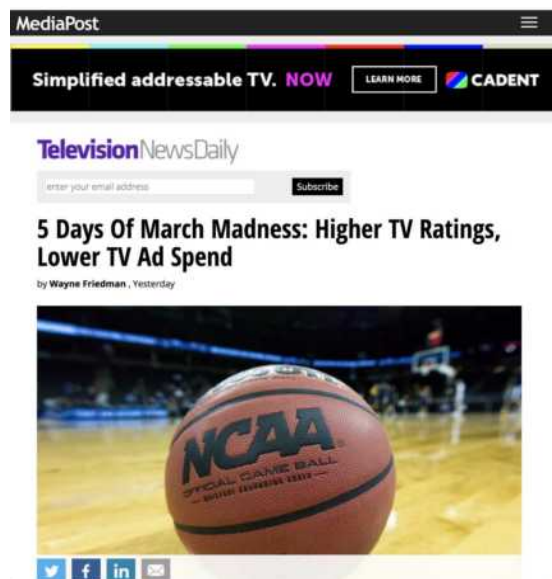 MediaPost
Simplified addressable TV. NOW LEARN MORE CADENT
TelevisionNewsDaily
enter your email address Subscribe
5 Days Of March Madness: Higher TV Ratings,
Lower TV Ad Spend
by Wayne Friedman , Yesterday
NCAA
OFFICIAL GAME BALL